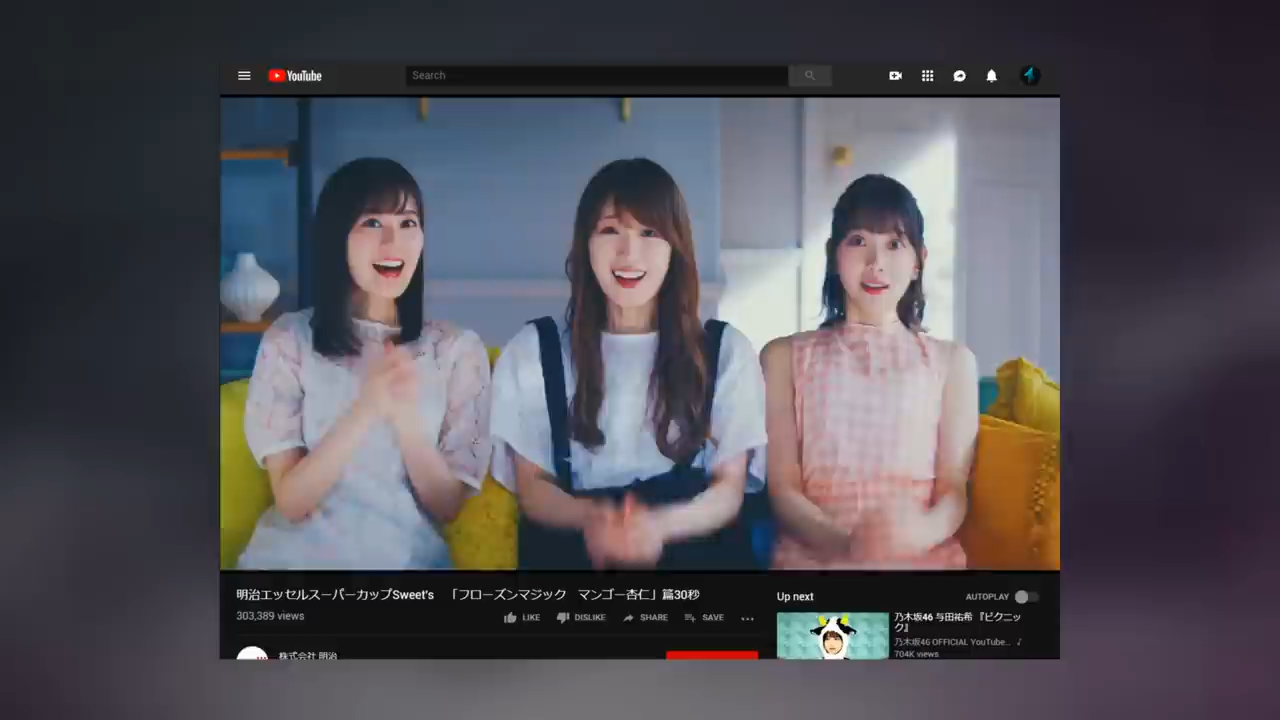 YouTube
Search
明治エッセルスーパーカップSweet's 「フローズンマジック マンゴー杏仁」篇30秒
303,389 views
LIKE
DISLIKE
SHARE
SAVE
株式会社 明治
Up next
AUTOPLAY
乃木坂46 与田祐希 『ピクニッ
ク』
乃木坂46 OFFICIAL YouTube... ♪
704K views